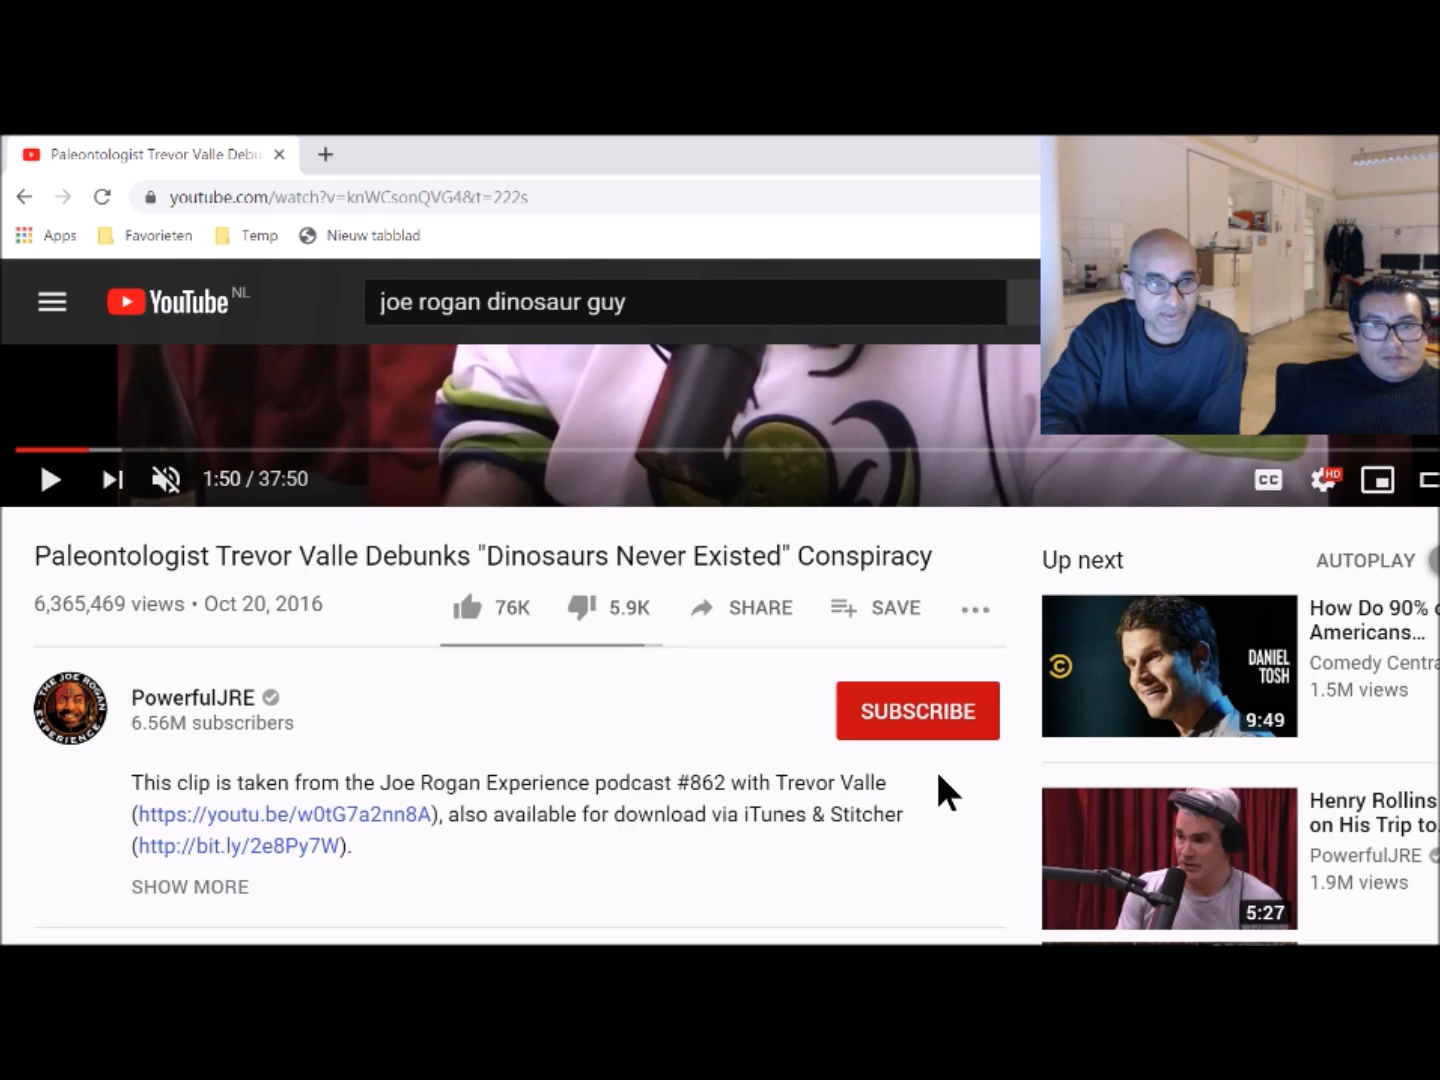 Paleontologist Trevor Valle Debu
youtube.com/watch?v=knWCsonQVG4&t=222s
Apps Favorieten Temp Nieuw tabblad
YouTube NL joe rogan dinosaur guy
1:50 / 37:50 CC HD
Paleontologist Trevor Valle Debunks "Dinosaurs Never Existed" Conspiracy
6,365,469 views • Oct 20, 2016 76K 5.9K SHARE SAVE
THE JOE ROGAN EXPERIENCE
PowerfulJRE
6.56M subscribers
SUBSCRIBE
This clip is taken from the Joe Rogan Experience podcast #862 with Trevor Valle
(https://youtu.be/w0tG7a2nn8A), also available for download via iTunes & Stitcher
(http://bit.ly/2e8Py7W).
SHOW MORE
Up next AUTOPLAY
DANIEL
TOSH
9:49
How Do 90%
Americans...
Comedy Centra
1.5M views
5:27
Henry Rollins
on His Trip to
PowerfulJRE
1.9M views